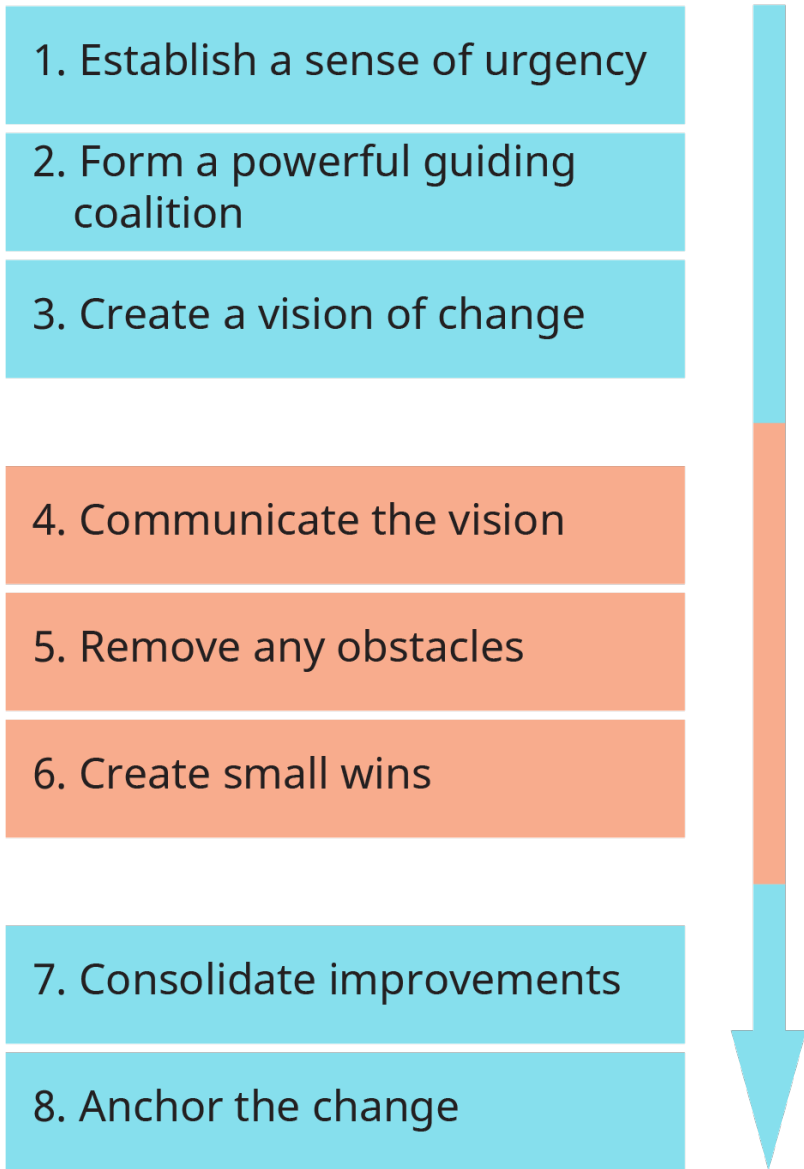 1. Establish a sense of urgency
2. Form a powerful guiding
coalition
3. Create a vision of change
4. Communicate the vision
5. Remove any obstacles
6. Create small wins
7. Consolidate improvements
8. Anchor the change